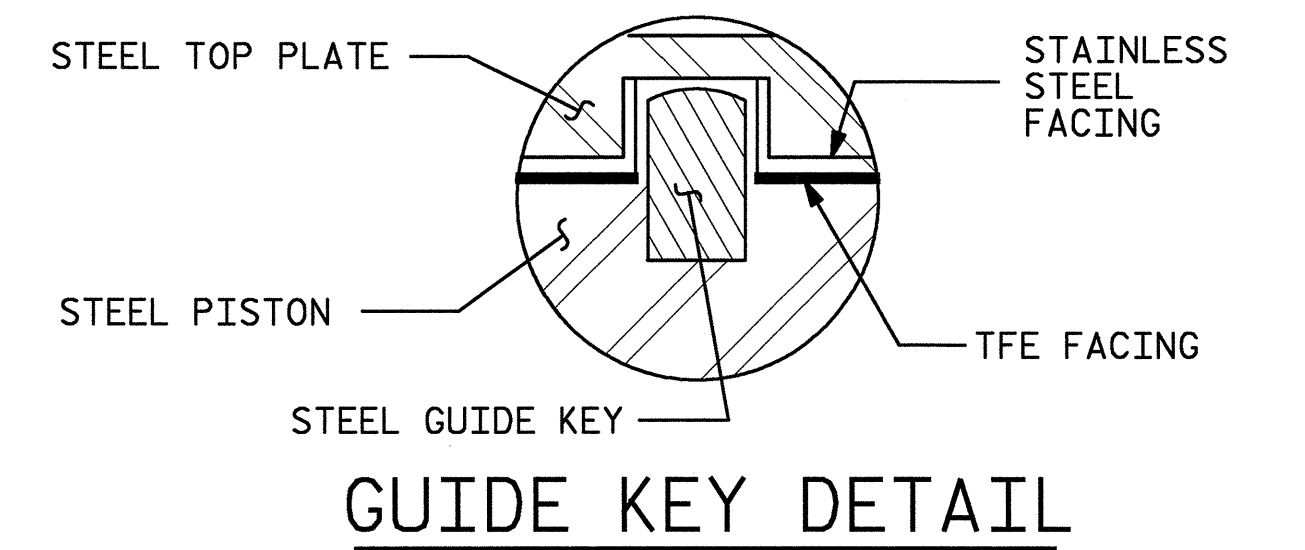 STEEL TOP PLATE
STAINLESS
STEEL
FACING
STEEL PISTON
TFE FACING
STEEL GUIDE KEY
GUIDE KEY DETAIL